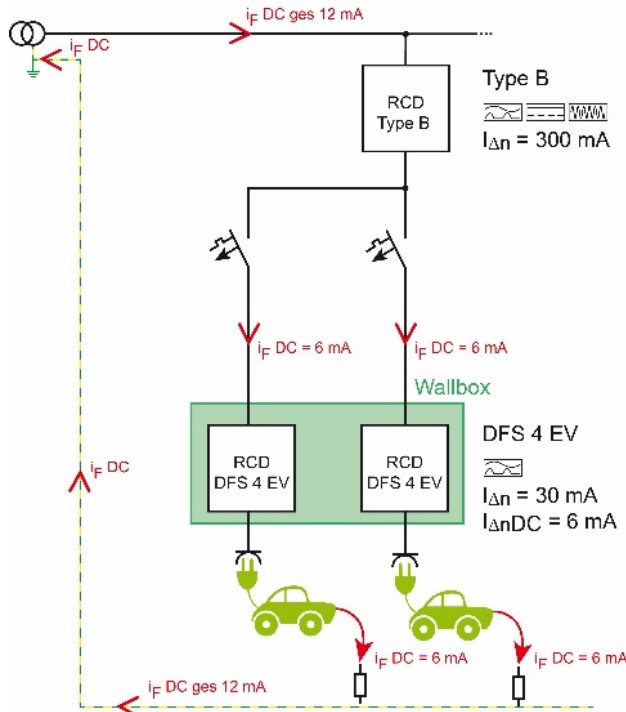 iF DC ges 12 mA
iF DC
RCD
Type B
Type B
IΔn = 300 mA
iF DC = 6 mA
iF DC = 6 mA
Wallbox
RCD
DFS 4 EV
RCD
DFS 4 EV
DFS 4 EV
IΔn = 30 mA
IΔnDC = 6 mA
iF DC
iF DC = 6 mA
iF DC = 6 mA
iF DC ges 12 mA